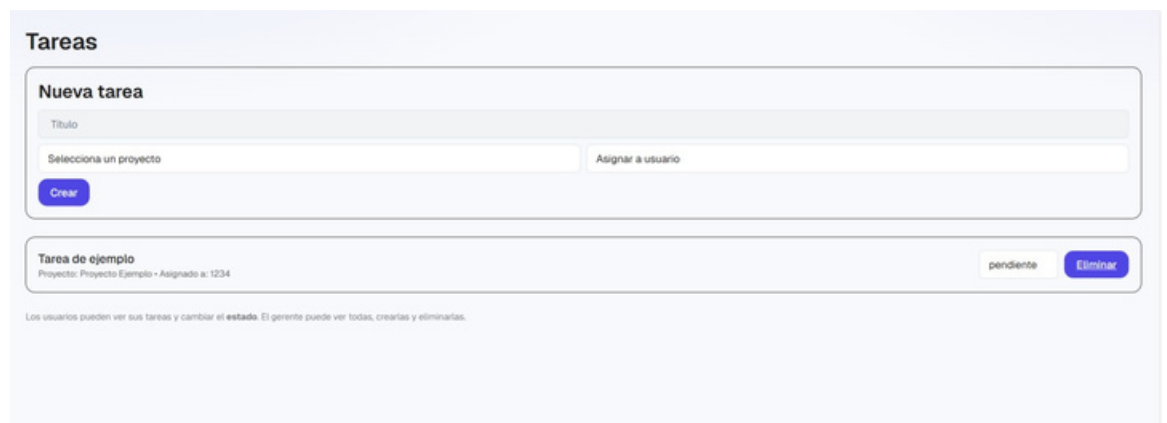 Tareas
Nueva tarea
Título
Selecciona un proyecto
Asignar a usuario
Crear
Tarea de ejemplo
Proyecto: Proyecto Ejemplo • Asignado a: 1234
pendiente
Eliminar
Los usuarios pueden ver sus tareas y cambiar el estado. El gerente puede ver todas, crearlas y eliminarlas.